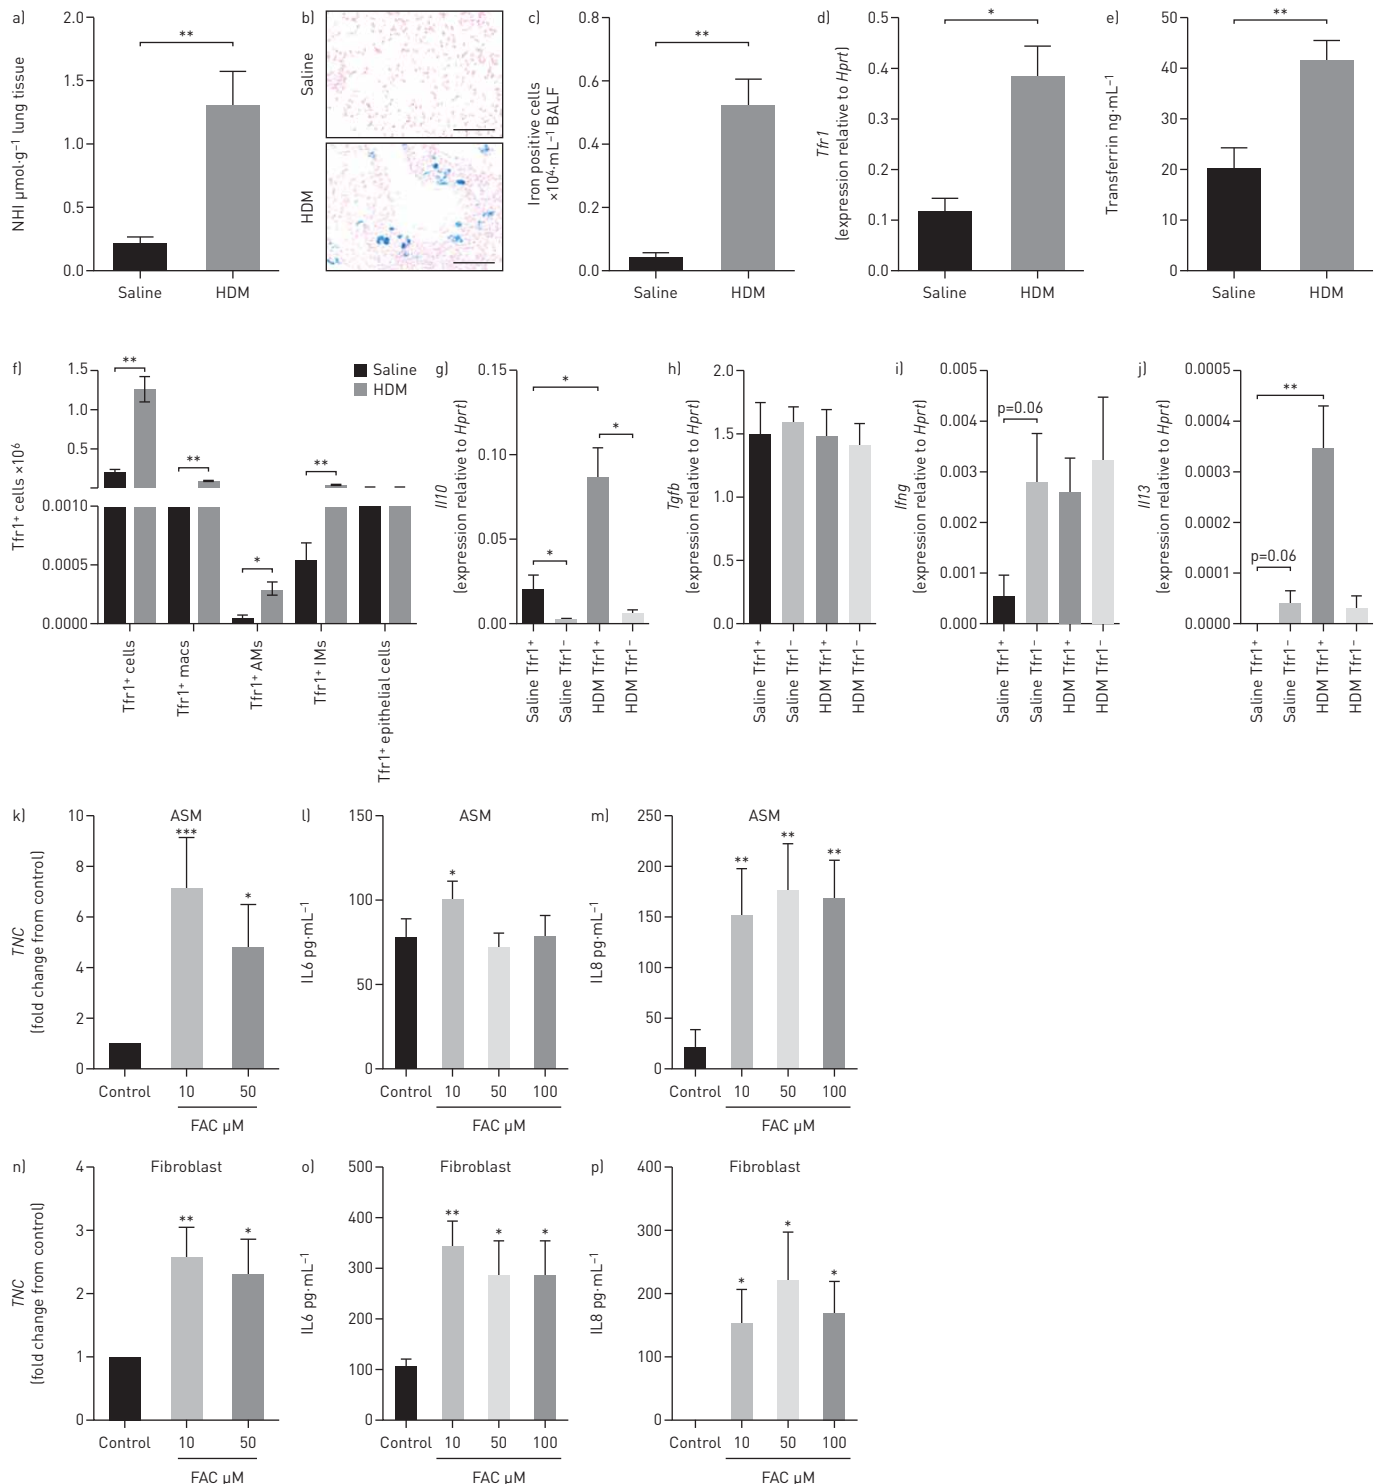 a)
NHI µmol·g⁻¹ lung tissue
2.0
1.5
1.0
0.5
0.0
**
Saline
HDM
b)
Saline
HDM
c)
Iron positive cells
×10⁴·mL⁻¹ BALF
0.8
0.6
0.4
0.2
0.0
**
Saline
HDM
d)
Tfr1
(expression relative to Hprt)
0.5
0.4
0.3
0.2
0.1
0.0
*
Saline
HDM
e)
Transferrin ng·mL⁻¹
50
40
30
20
10
0
**
Saline
HDM
f)
Tfr1⁺ cells ×10⁶
1.5
1.0
0.5
0.0010
0.0005
0.0000
**
**
*
**
Saline
HDM
Tfr1⁺ cells
Tfr1⁺ macs
Tfr1⁺ AMs
Tfr1⁺ IMs
Tfr1⁺ epithelial cells
g)
Il10
(expression relative to Hprt)
0.15
0.10
0.05
0.00
*
*
*
Saline Tfr1⁺
Saline Tfr1⁻
HDM Tfr1⁺
HDM Tfr1⁻
h)
Tgfb
(expression relative to Hprt)
2.0
1.5
1.0
0.5
0.0
Saline Tfr1⁺
Saline Tfr1⁻
HDM Tfr1⁺
HDM Tfr1⁻
i)
Ifng
(expression relative to Hprt)
0.005
0.004
0.003
0.002
0.001
0.000
p=0.06
Saline Tfr1⁺
Saline Tfr1⁻
HDM Tfr1⁺
HDM Tfr1⁻
j)
Il13
(expression relative to Hprt)
0.0005
0.0004
0.0003
0.0002
0.0001
0.0000
**
p=0.06
Saline Tfr1⁺
Saline Tfr1⁻
HDM Tfr1⁺
HDM Tfr1⁻
k)
ASM
TNC
(fold change from control)
10
8
6
4
2
0
***
*
Control
10
50
FAC µM
l)
ASM
IL6 pg·mL⁻¹
150
100
50
0
*
Control
10
50
100
FAC µM
m)
ASM
IL8 pg·mL⁻¹
250
200
150
100
50
0
**
**
**
Control
10
50
100
FAC µM
n)
Fibroblast
TNC
(fold change from control)
4
3
2
1
0
**
*
Control
10
50
FAC µM
o)
Fibroblast
IL6 pg·mL⁻¹
500
400
300
200
100
0
**
*
*
Control
10
50
100
FAC µM
p)
Fibroblast
IL8 pg·mL⁻¹
400
300
200
100
0
*
*
*
Control
10
50
100
FAC µM